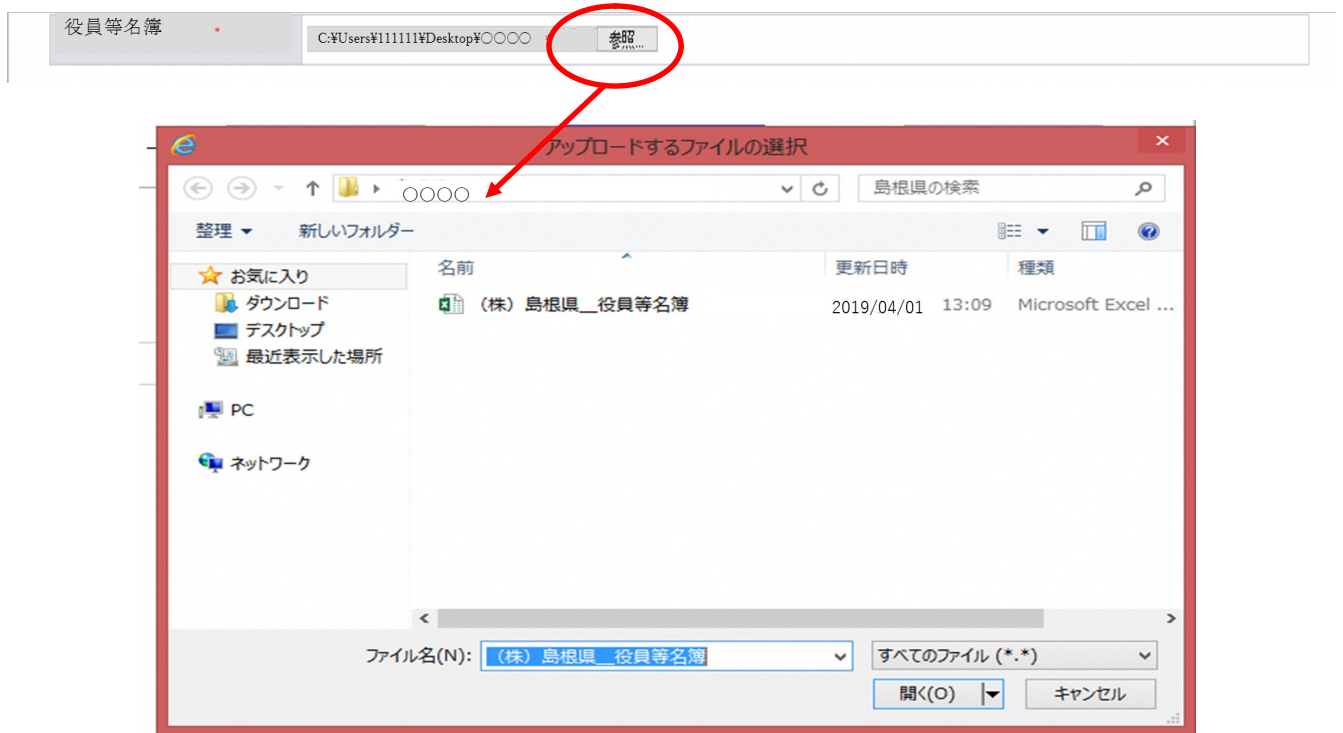 役員等名簿 *
C:¥Users¥111111¥Desktop¥○○○○ 参照...
アップロードするファイルの選択
○○○○ 島根県の検索
整理 新しいフォルダー
名前 更新日時 種類
お気に入り
ダウンロード
デスクトップ
最近表示した場所
PC
ネットワーク
(株)島根県__役員等名簿 2019/04/01 13:09 Microsoft Excel ...
ファイル名(N): (株)島根県__役員等名簿 すべてのファイル (*.*)
開く(O) キャンセル